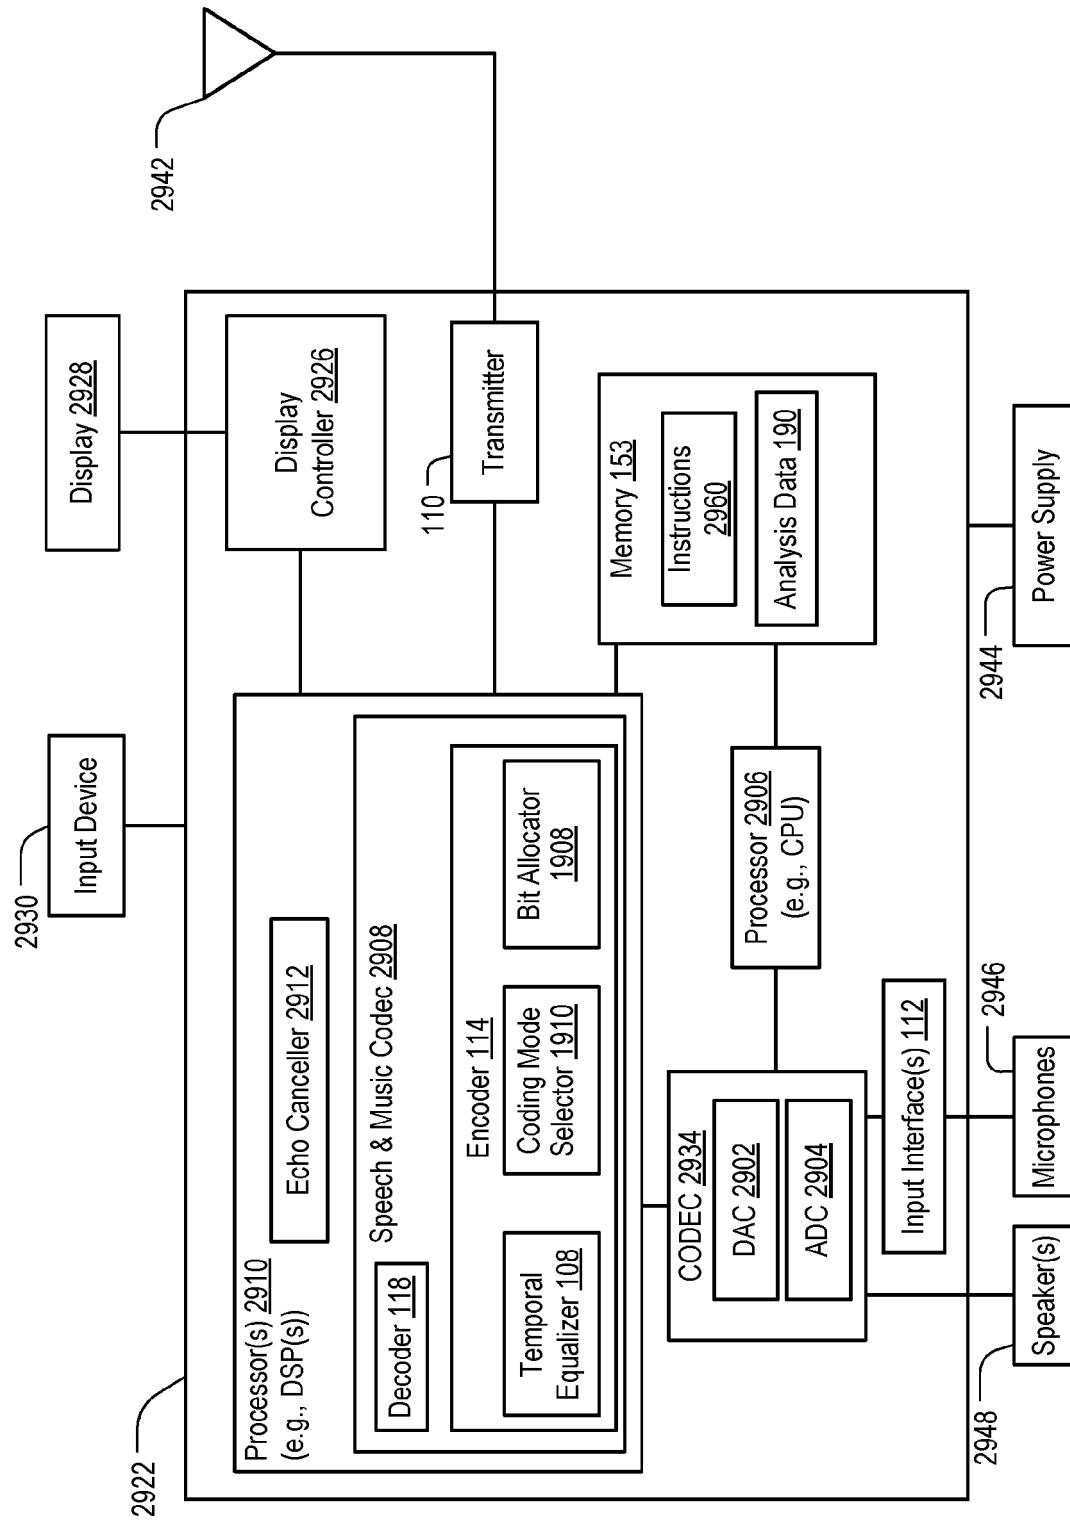 2922
2930
Input Device
Display 2928
2942
Processor(s) 2910
(e.g., DSP(s))
Echo Canceller 2912
Display
Controller 2926
Decoder 118
Speech & Music Codec 2908
110
Transmitter
Encoder 114
Temporal
Equalizer 108
Coding Mode
Selector 1910
Bit Allocator
1908
Memory 153
Instructions
2960
Analysis Data 190
CODEC 2934
DAC 2902
ADC 2904
Processor 2906
(e.g., CPU)
Input Interface(s) 112
2948
Speaker(s)
2946
Microphones
2944
Power Supply